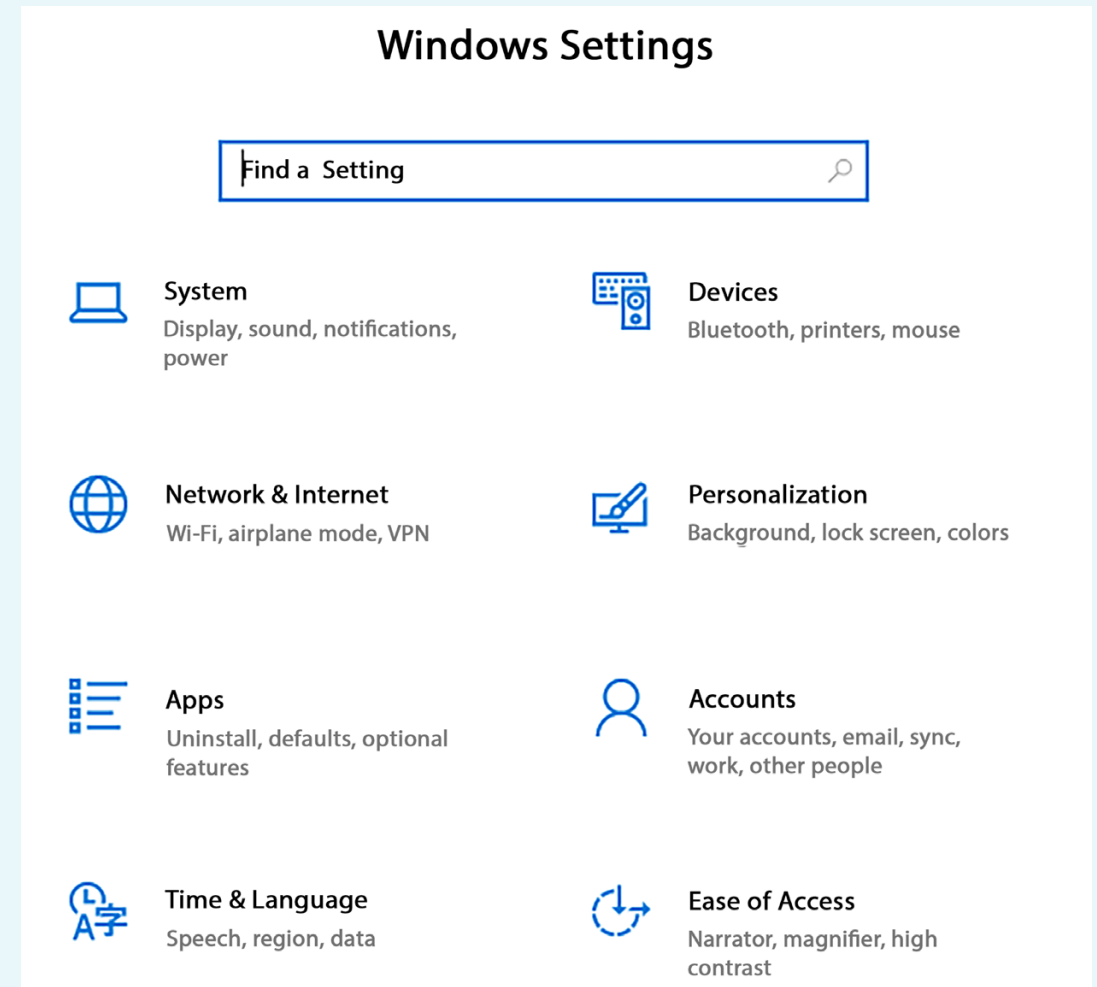 Windows Settings
Find a Setting
System
Display, sound, notifications,
power
Devices
Bluetooth, printers, mouse
Network & Internet
Wi-Fi, airplane mode, VPN
Personalization
Background, lock screen, colors
Apps
Uninstall, defaults, optional
features
Accounts
Your accounts, email, sync,
work, other people
Time & Language
Speech, region, data
Ease of Access
Narrator, magnifier, high
contrast